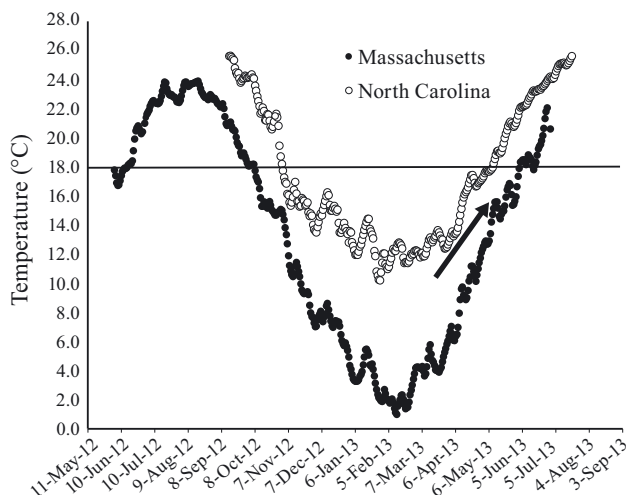 28.0
26.0
24.0
22.0
20.0
18.0
16.0
14.0
12.0
10.0
8.0
6.0
4.0
2.0
0.0
Temperature (°C)
Massachusetts
North Carolina
11-May-12
10-Jun-12
10-Jul-12
9-Aug-12
8-Sep-12
8-Oct-12
7-Nov-12
7-Dec-12
6-Jan-13
5-Feb-13
7-Mar-13
6-Apr-13
6-May-13
5-Jun-13
5-Jul-13
4-Aug-13
3-Sep-13